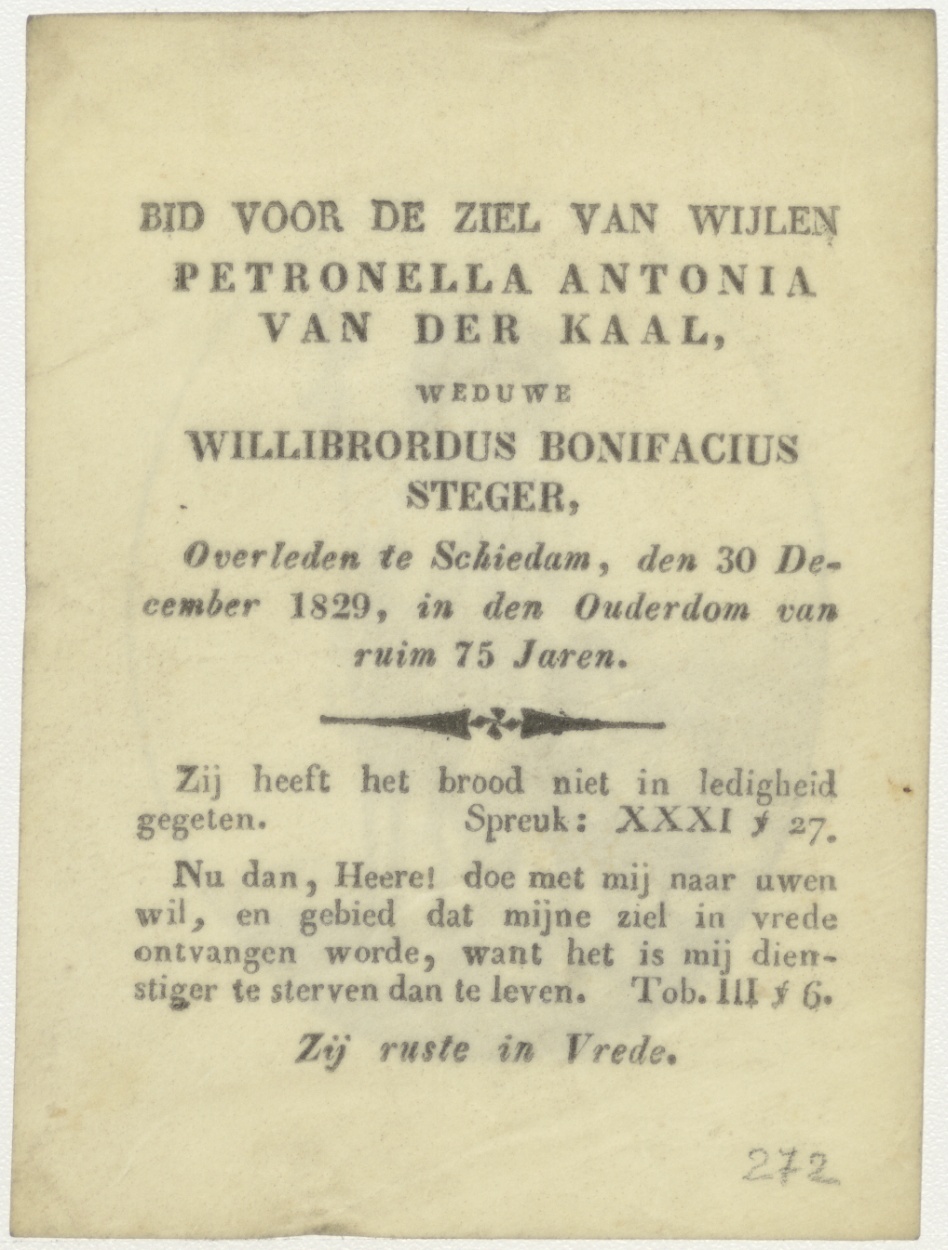 BID VOOR DE ZIEL VAN WIJLEN
PETRONELLA ANTONIA
VAN DER KAAL,
WEDUWE
WILLIBRORDUS BONIFACIUS
STEGER,
Overleden te Schiedam, den 30 De-
cember 1829, in den Ouderdom van
ruim 75 Jaren.
Zij heeft het brood niet in ledigheid
gegeten. Spreuk: XXXI ℣ 27.
Nu dan, Heere! doe met mij naar uwen
wil, en gebied dat mijne ziel in vrede
ontvangen worde, want het is mij dien-
stiger te sterven dan te leven. Tob. III ℣ 6.
Zij ruste in Vrede.
272